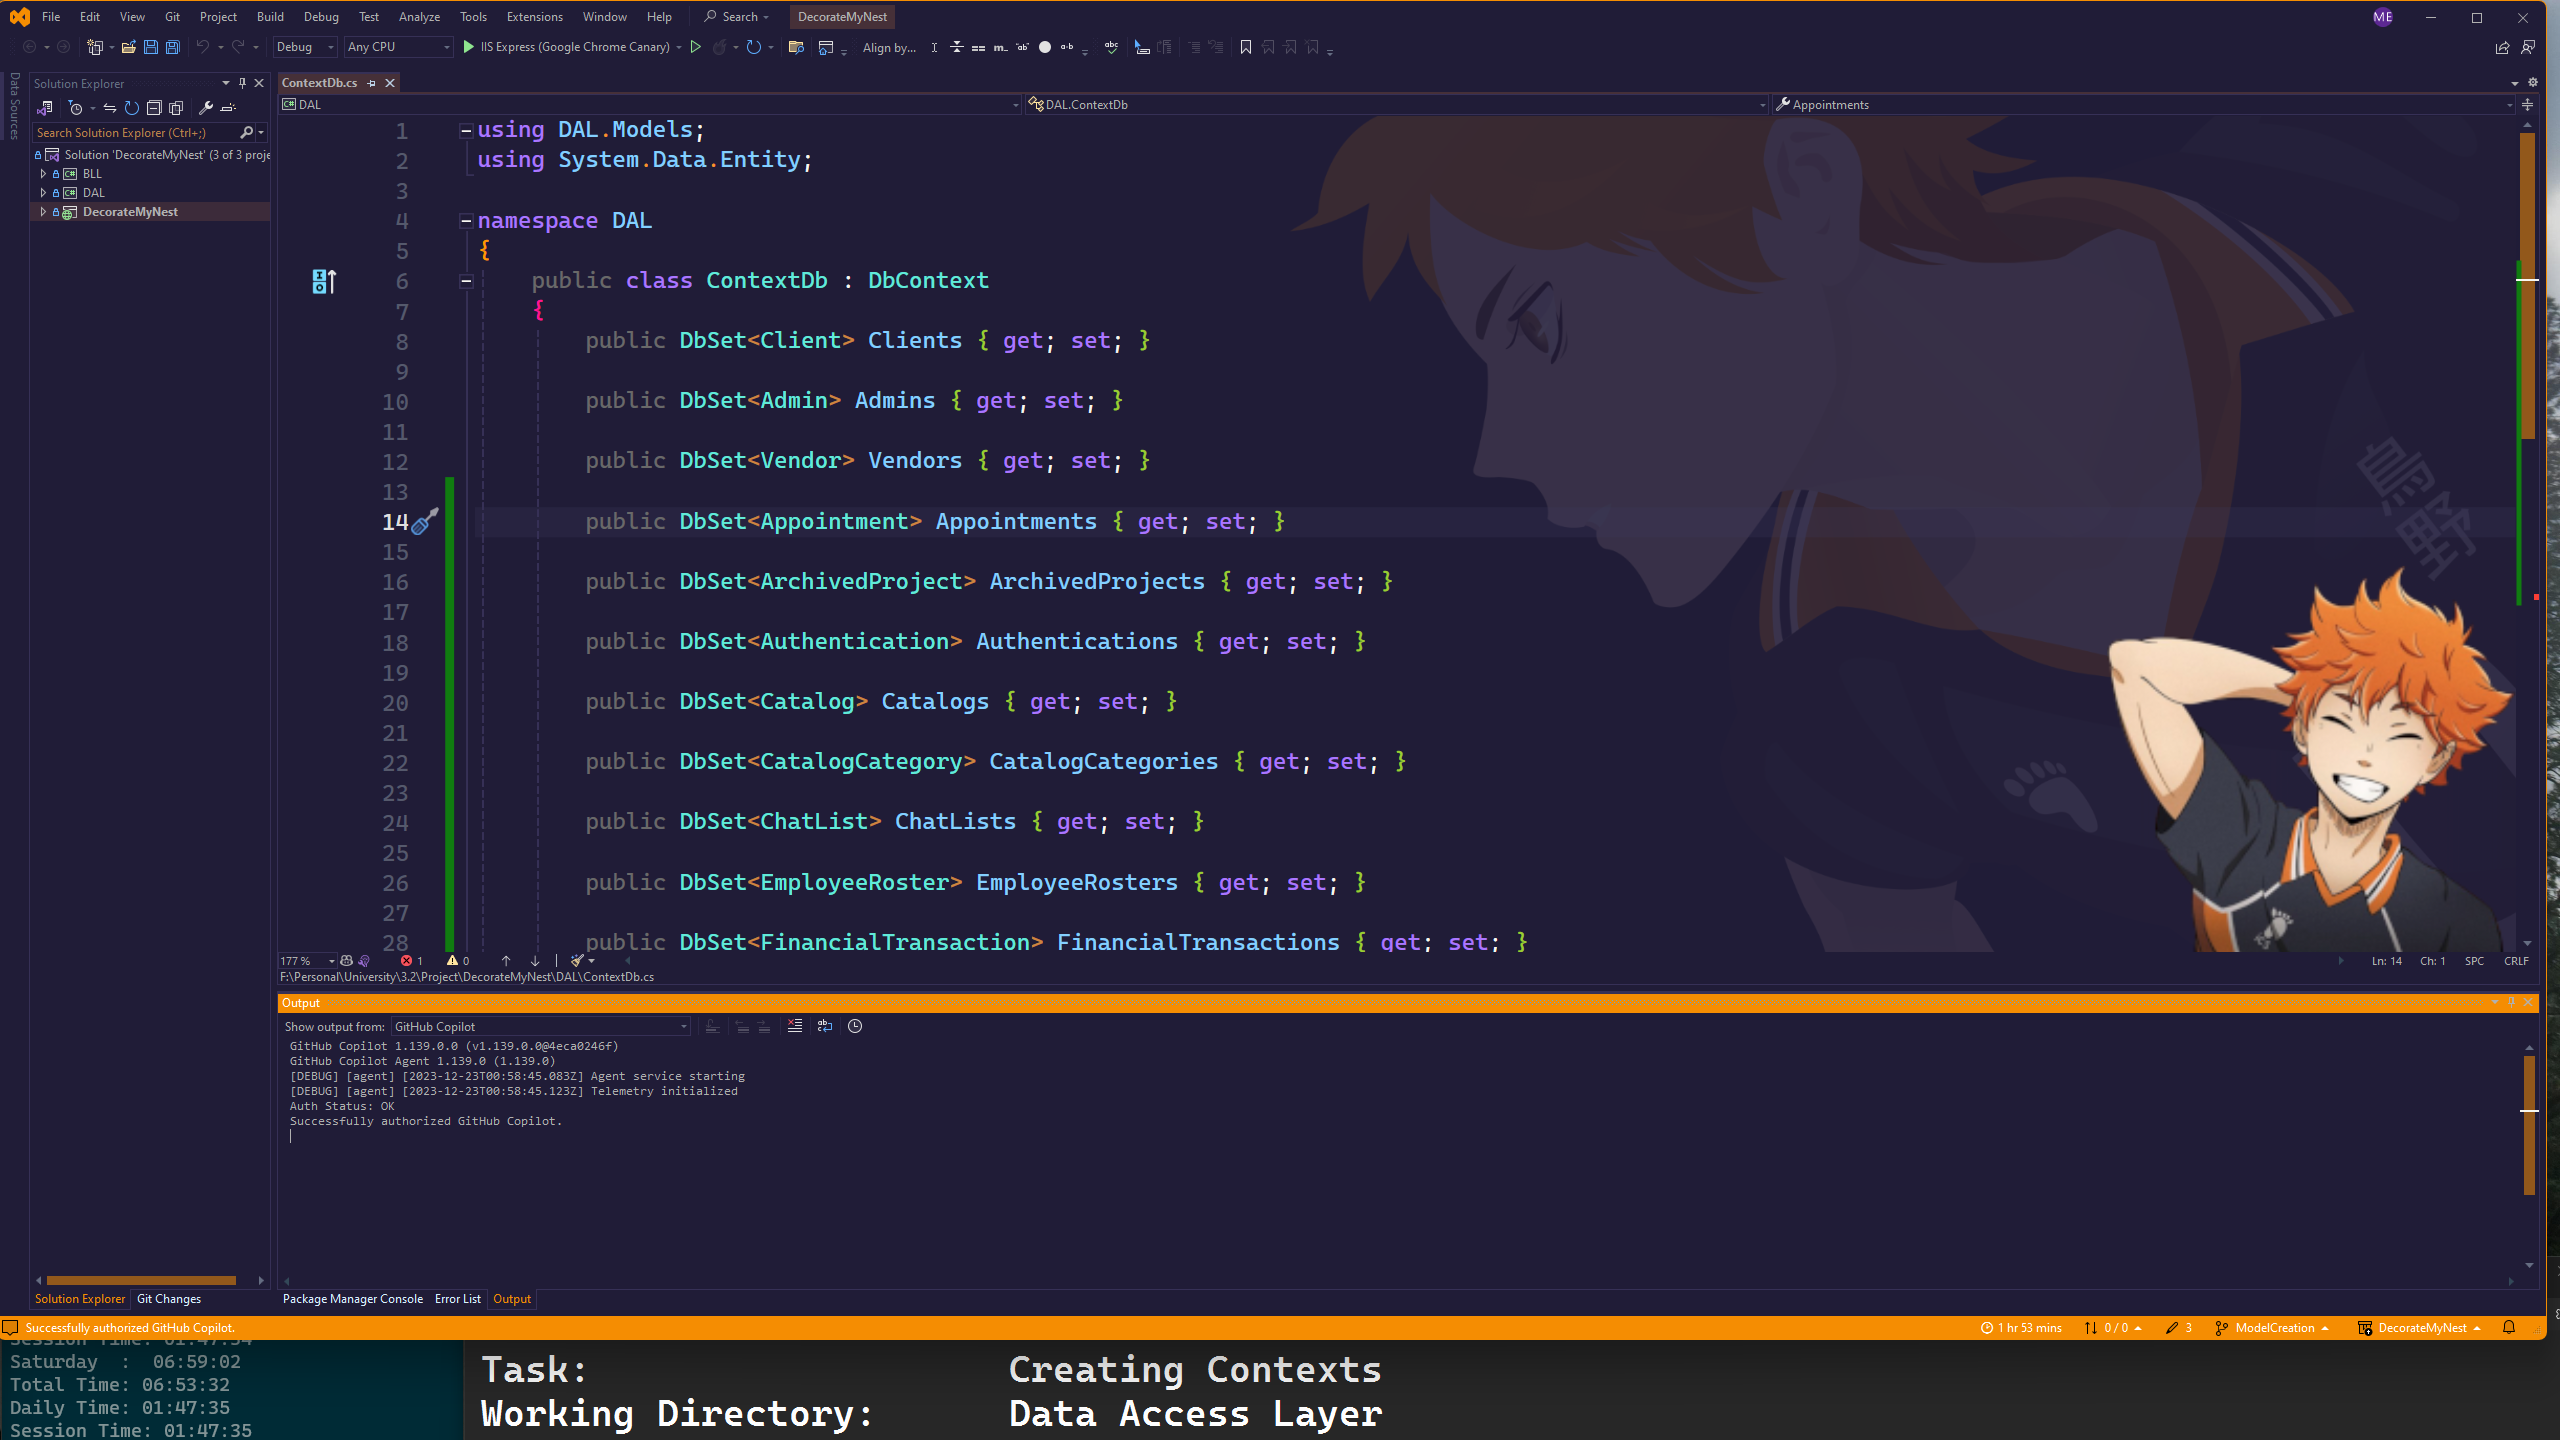 File Edit View Git Project Build Debug Test Analyze Tools Extensions Window Help Search DecorateMyNest ME
Debug Any CPU IIS Express (Google Chrome Canary) Align by...
Data Sources
Solution Explorer
Search Solution Explorer (Ctrl+;)
Solution 'DecorateMyNest' (3 of 3 proje
BLL
DAL
DecorateMyNest
ContextDb.cs
DAL DAL.ContextDb Appointments
1 using DAL.Models;
2 using System.Data.Entity;
3
4 namespace DAL
5 {
6 public class ContextDb : DbContext
7 {
8 public DbSet<Client> Clients { get; set; }
9
10 public DbSet<Admin> Admins { get; set; }
11
12 public DbSet<Vendor> Vendors { get; set; }
13
14 public DbSet<Appointment> Appointments { get; set; }
15
16 public DbSet<ArchivedProject> ArchivedProjects { get; set; }
17
18 public DbSet<Authentication> Authentications { get; set; }
19
20 public DbSet<Catalog> Catalogs { get; set; }
21
22 public DbSet<CatalogCategory> CatalogCategories { get; set; }
23
24 public DbSet<ChatList> ChatLists { get; set; }
25
26 public DbSet<EmployeeRoster> EmployeeRosters { get; set; }
27
28 public DbSet<FinancialTransaction> FinancialTransactions { get; set; }
烏野
177 % 1 0 Ln: 14 Ch: 1 SPC CRLF
F:\Personal\University\3.2\Project\DecorateMyNest\DAL\ContextDb.cs
Output
Show output from: GitHub Copilot
GitHub Copilot 1.139.0.0 (v1.139.0.0@4eca0246f)
GitHub Copilot Agent 1.139.0 (1.139.0)
[DEBUG] [agent] [2023-12-23T00:58:45.083Z] Agent service starting
[DEBUG] [agent] [2023-12-23T00:58:45.123Z] Telemetry initialized
Auth Status: OK
Successfully authorized GitHub Copilot.
Solution Explorer Git Changes Package Manager Console Error List Output
Successfully authorized GitHub Copilot. 1 hr 53 mins 0 / 0 3 ModelCreation DecorateMyNest
Session Time: 01:47:34
Saturday : 06:59:02
Total Time: 06:53:32
Daily Time: 01:47:35
Session Time: 01:47:35
Task: Creating Contexts
Working Directory: Data Access Layer